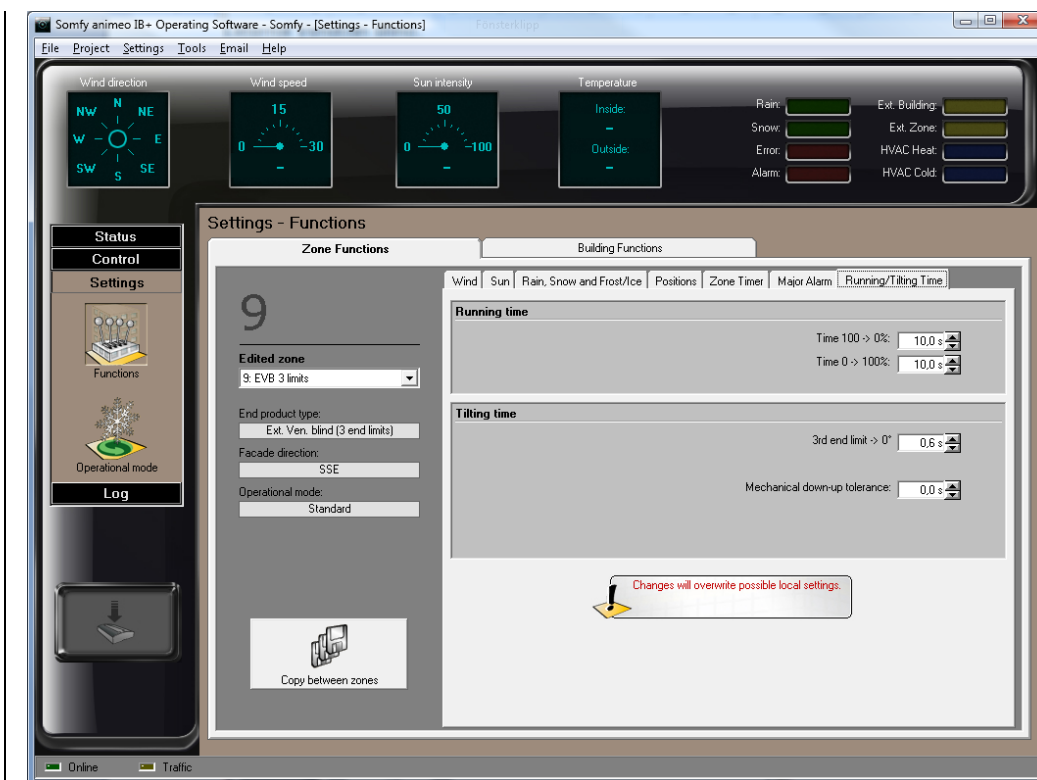 Somfy animeo IB+ Operating Software - Somfy - [Settings - Functions]
Fönsterklipp
File Project Settings Tools Email Help
Wind direction
Wind speed
Sun intensity
Temperature
N
NW NE
W E
SW SE
S
15
0 30
-
50
0 100
-
Inside:
-
Outside:
-
Rain:
Snow:
Error:
Alarm:
Ext. Building:
Ext. Zone:
HVAC Heat:
HVAC Cold:
Status
Control
Settings
Functions
Operational mode
Log
Settings - Functions
Zone Functions
Building Functions
9
Edited zone
9: EVB 3 limits
End product type:
Ext. Ven. blind (3 end limits)
Facade direction:
SSE
Operational mode:
Standard
Copy between zones
Wind Sun Rain, Snow and Frost/Ice Positions Zone Timer Major Alarm Running/Tilting Time
Running time
Time 100 -> 0%: 10,0 s
Time 0 -> 100%: 10,0 s
Tilting time
3rd end limit -> 0° 0,6 s
Mechanical down-up tolerance: 0,0 s
Changes will overwrite possible local settings.
Online Traffic